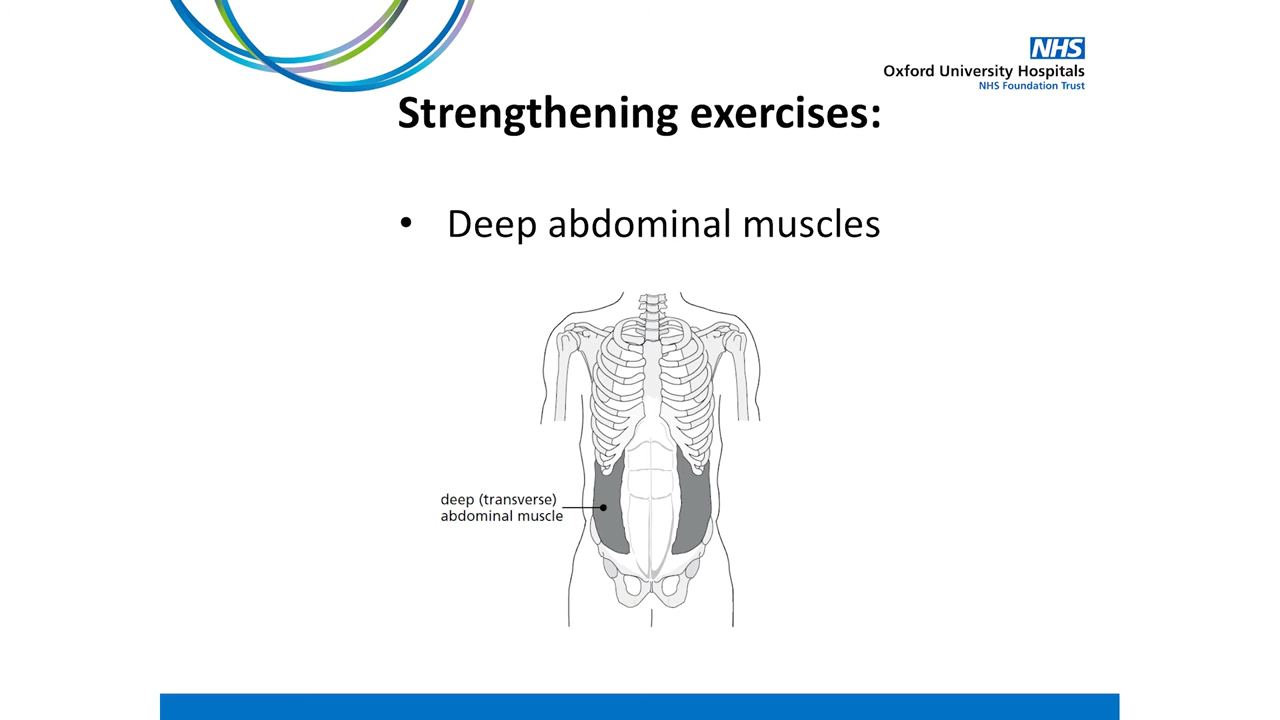 NHS
Oxford University Hospitals
NHS Foundation Trust
Strengthening exercises:
• Deep abdominal muscles
deep (transverse)
abdominal muscle